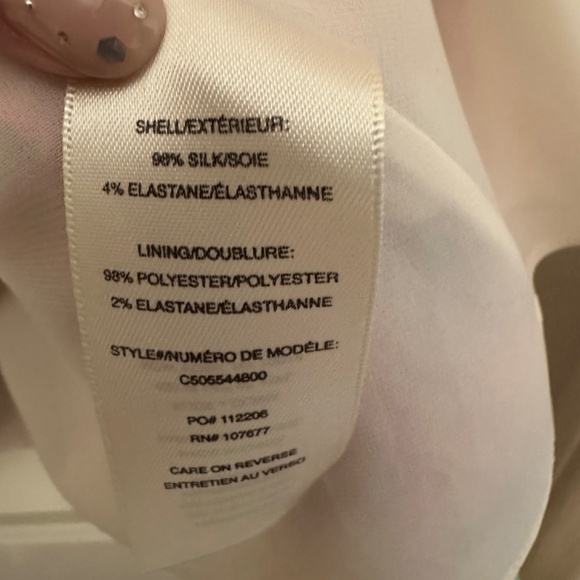 SHELL/EXTÉRIEUR:
96% SILK/SOIE
4% ELASTANE/ÉLASTHANNE
LINING/DOUBLURE:
98% POLYESTER/POLYESTER
2% ELASTANE/ÉLASTHANNE
STYLE#/NUMÉRO DE MODÈLE:
C505544800
PO# 112206
RN# 107677
CARE ON REVERSE
ENTRETIEN AU VERSO